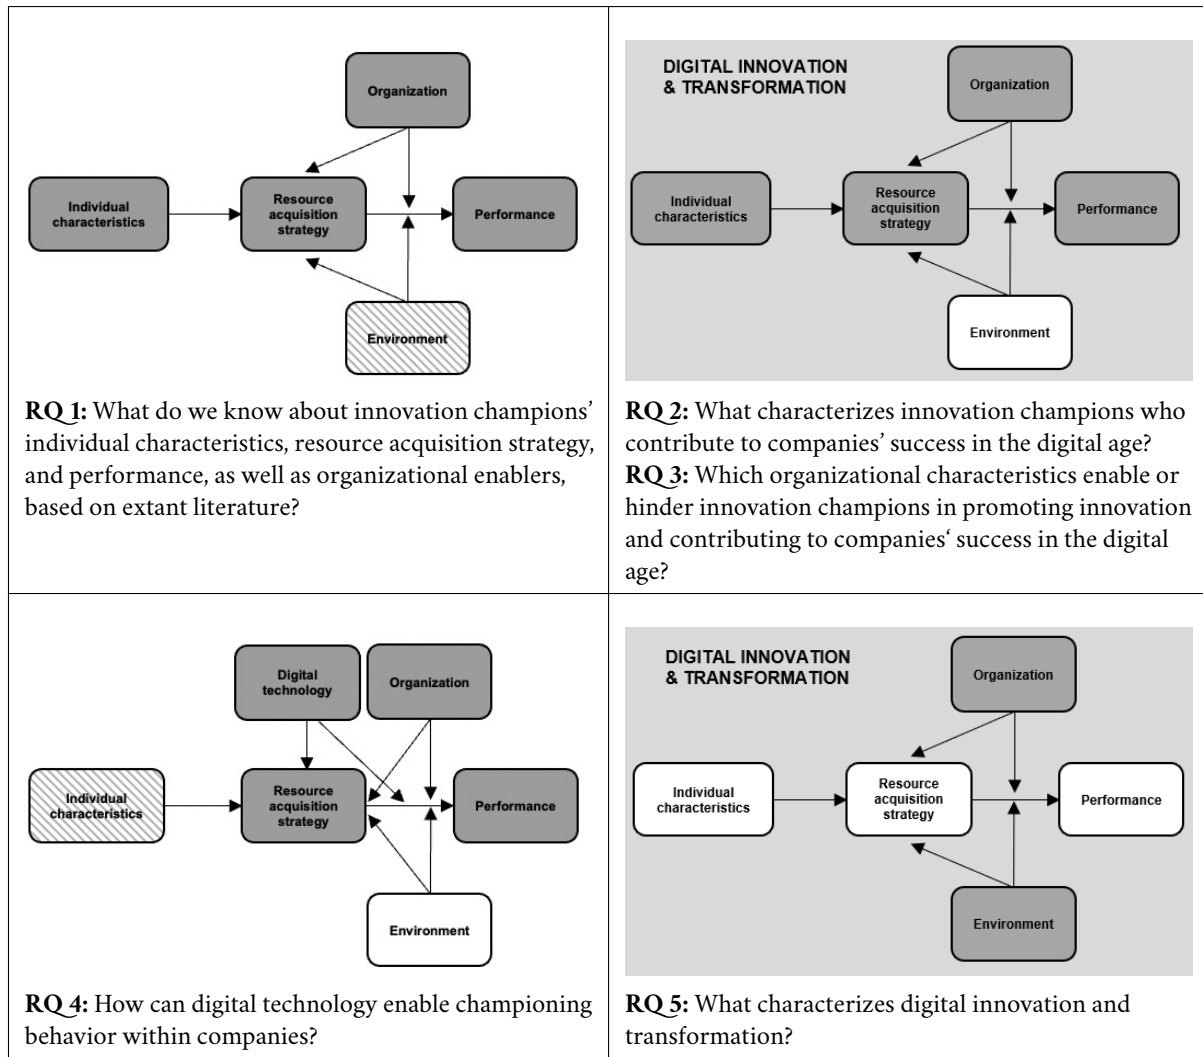 Organization
Individual
characteristics
Resource
acquisition
strategy
Performance
Environment
RQ 1: What do we know about innovation champions’
individual characteristics, resource acquisition strategy,
and performance, as well as organizational enablers,
based on extant literature?
DIGITAL INNOVATION
& TRANSFORMATION
Organization
Individual
characteristics
Resource
acquisition
strategy
Performance
Environment
RQ 2: What characterizes innovation champions who
contribute to companies’ success in the digital age?
RQ 3: Which organizational characteristics enable or
hinder innovation champions in promoting innovation
and contributing to companies‘ success in the digital
age?
Digital
technology
Organization
Individual
characteristics
Resource
acquisition
strategy
Performance
Environment
RQ 4: How can digital technology enable championing
behavior within companies?
DIGITAL INNOVATION
& TRANSFORMATION
Organization
Individual
characteristics
Resource
acquisition
strategy
Performance
Environment
RQ 5: What characterizes digital innovation and
transformation?